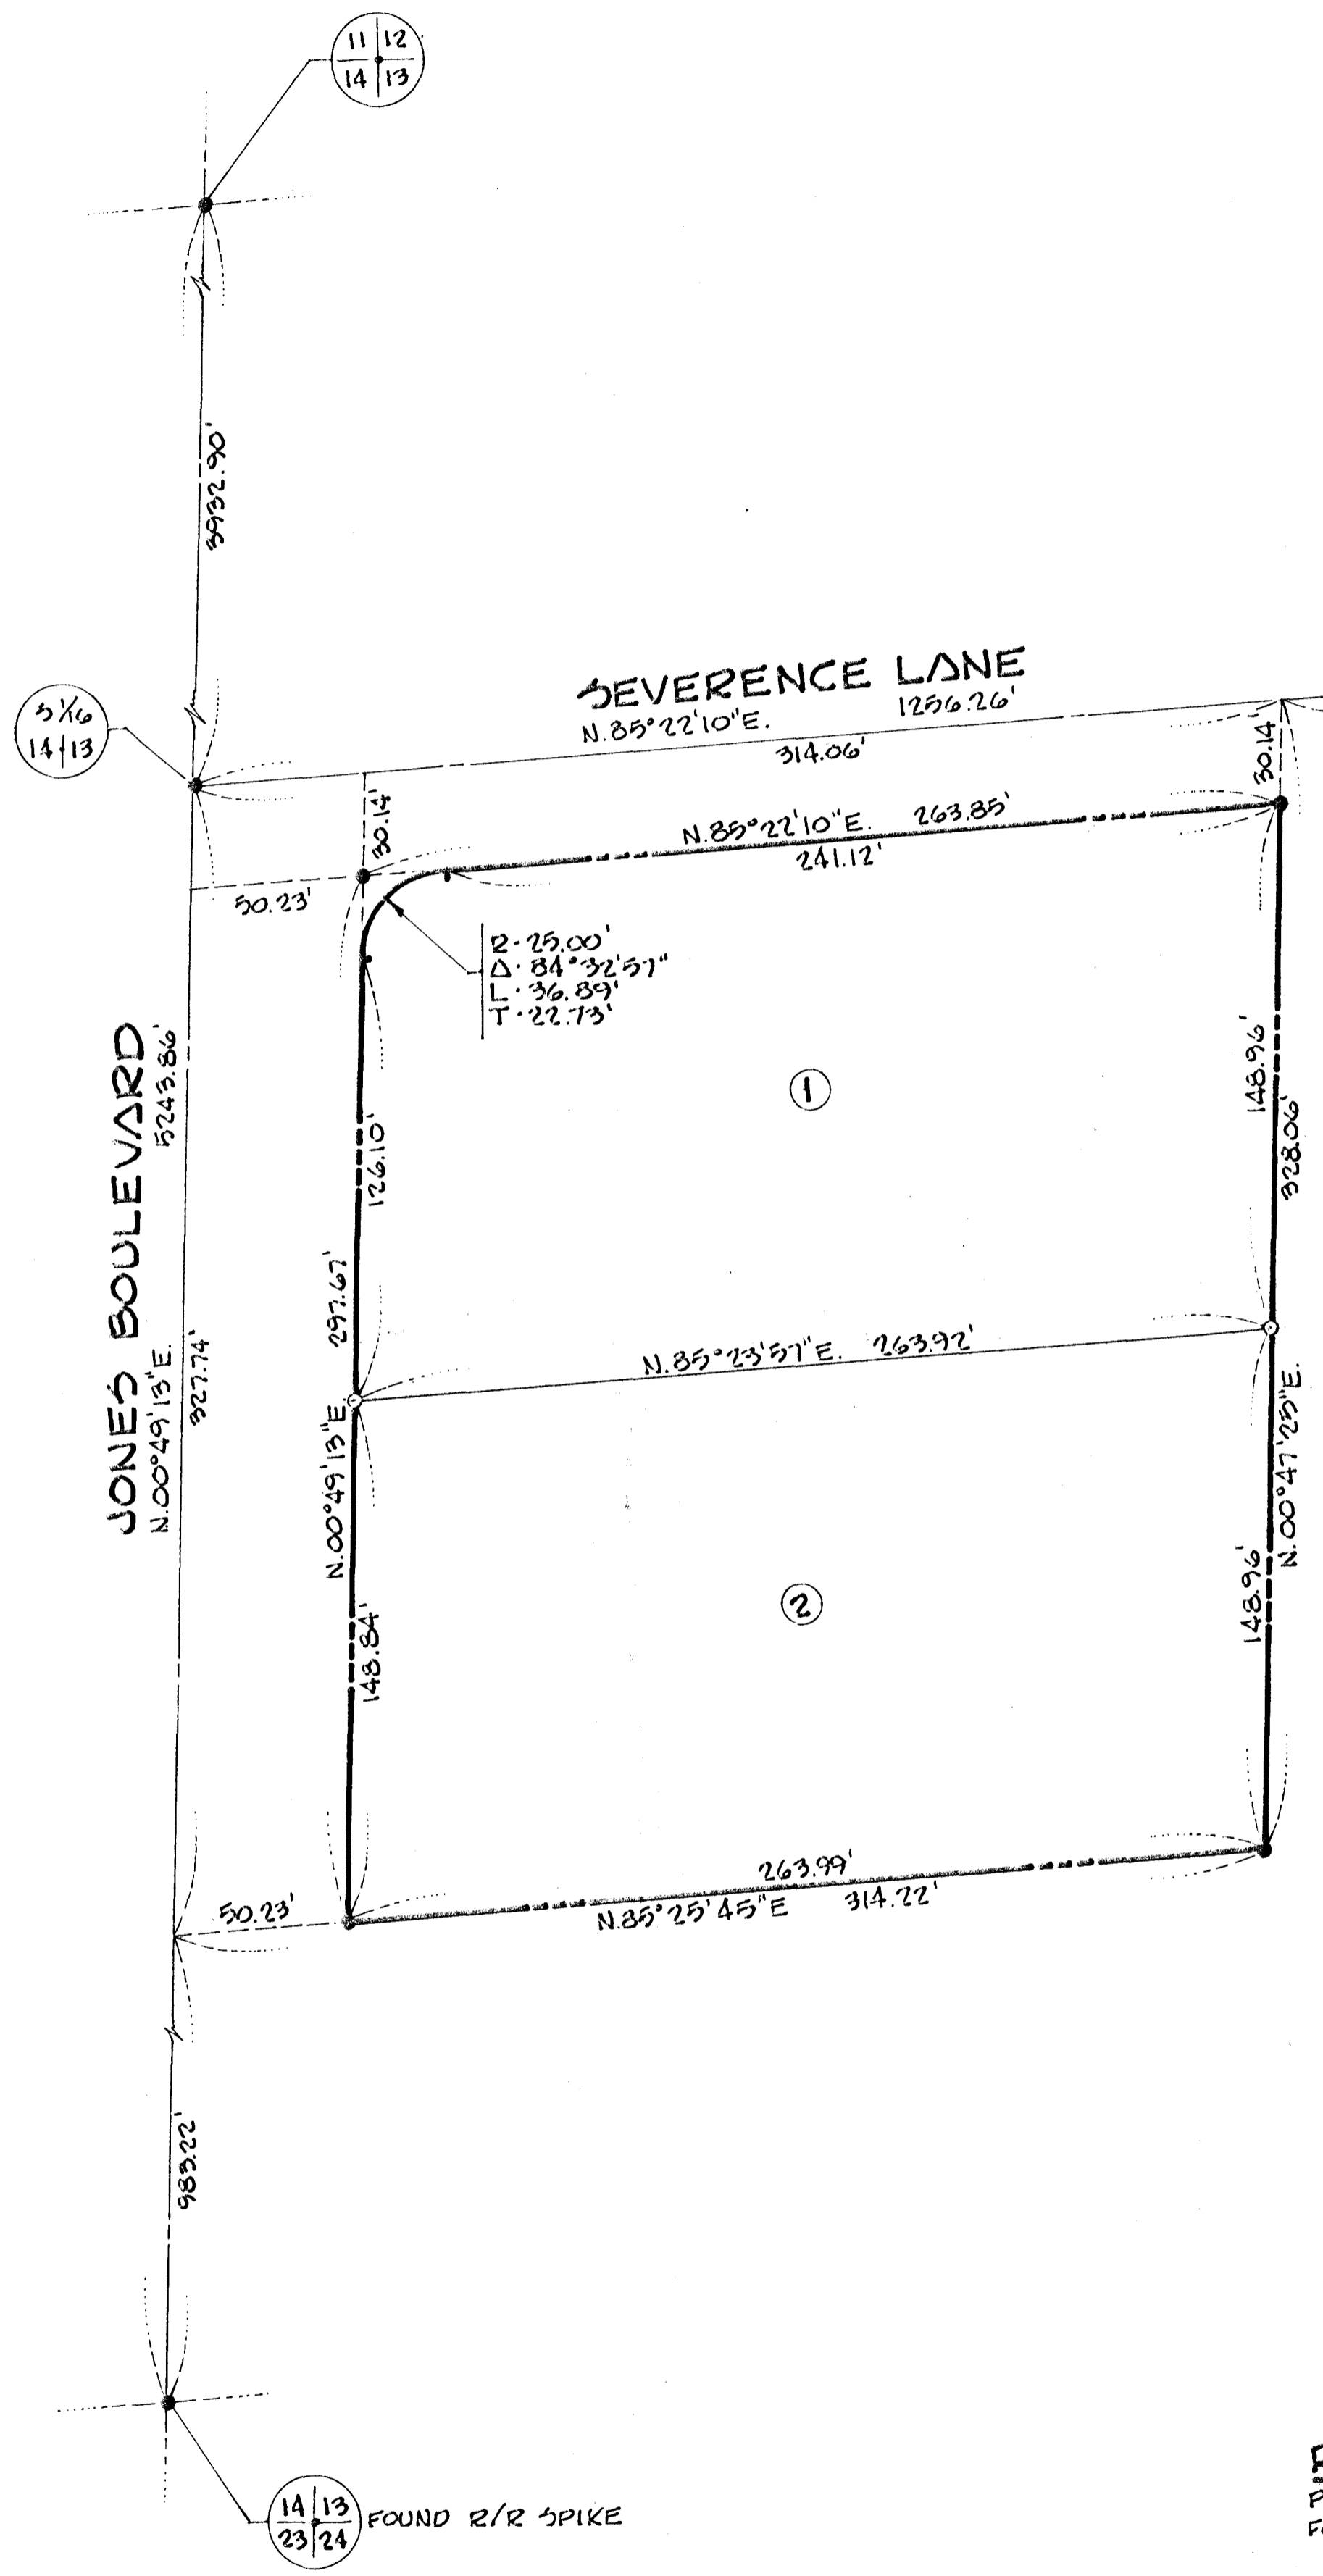 11 12
14 13
3932.90'
S 1/16
14 13
SEVERENCE LANE
N.85°22'10"E. 1256.26'
314.06'
30.14'
30.14'
N.85°22'10"E. 263.85'
241.12'
50.23'
R·25.00'
Δ·84°32'57"
L·36.89'
T·22.73'
JONES BOULEVARD
N.00°49'13"E. 5243.86'
327.74'
1
126.10'
297.67'
N.00°49'13"E.
148.96'
328.06'
N.85°23'57"E. 263.92'
2
148.84'
148.96'
N.00°47'25"E.
263.99'
N.85°25'45"E 314.22'
50.23'
983.22'
14 13
23 24
FOUND R/R SPIKE